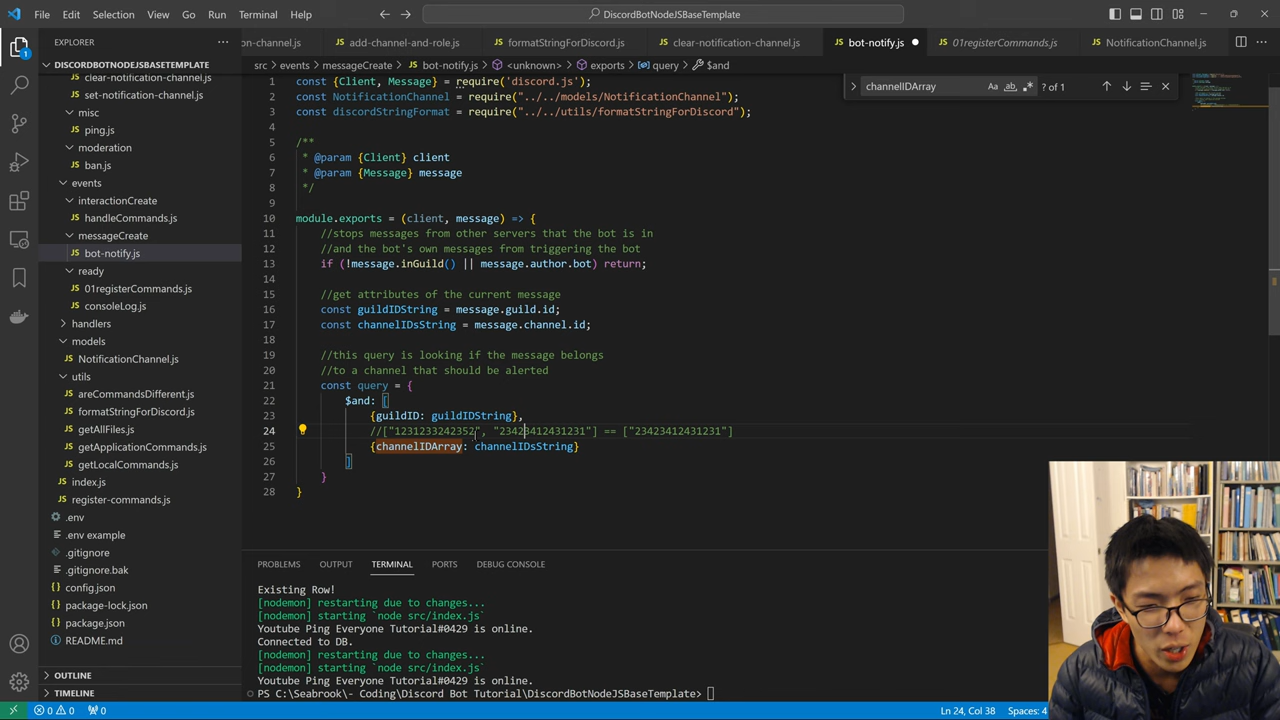 File Edit Selection View Go Run Terminal Help
DiscordBotNodeJSBaseTemplate
EXPLORER
on-channel.js add-channel-and-role.js formatStringForDiscord.js clear-notification-channel.js bot-notify.js 01registerCommands.js NotificationChannel.js
src > events > messageCreate > bot-notify.js > <unknown> > exports > query > $and
channelIDArray
Aa ab .* ? of 1
DISCORDBOTNODEJSBASETEMPLATE
clear-notification-channel.js
set-notification-channel.js
misc
ping.js
moderation
ban.js
events
interactionCreate
handleCommands.js
messageCreate
bot-notify.js
ready
01registerCommands.js
consoleLog.js
handlers
models
NotificationChannel.js
utils
areCommandsDifferent.js
formatStringForDiscord.js
getAllFiles.js
getApplicationCommands.js
getLocalCommands.js
index.js
register-commands.js
.env
.env example
.gitignore
.gitignore.bak
config.json
package-lock.json
package.json
README.md
OUTLINE
TIMELINE
1 const {Client, Message} = require('discord.js');
2 const NotificationChannel = require("../../models/NotificationChannel");
3 const discordStringFormat = require("../../utils/formatStringForDiscord");
4
5 /**
6 * @param {Client} client
7 * @param {Message} message
8 */
9
10 module.exports = (client, message) => {
11 //stops messages from other servers that the bot is in
12 //and the bot's own messages from triggering the bot
13 if (!message.inGuild() || message.author.bot) return;
14
15 //get attributes of the current message
16 const guildIDString = message.guild.id;
17 const channelIDsString = message.channel.id;
18
19 //this query is looking if the message belongs
20 //to a channel that should be alerted
21 const query = {
22 $and: [
23 {guildID: guildIDString},
24 //["1231233242352", "23423412431231"] == ["23423412431231"]
25 {channelIDArray: channelIDsString}
26 ]
27 }
28 }
PROBLEMS OUTPUT TERMINAL PORTS DEBUG CONSOLE
Existing Row!
[nodemon] restarting due to changes...
[nodemon] starting `node src/index.js`
Youtube Ping Everyone Tutorial#0429 is online.
Connected to DB.
[nodemon] restarting due to changes...
[nodemon] starting `node src/index.js`
Youtube Ping Everyone Tutorial#0429 is online.
PS C:\Seabrook\- Coding\Discord Bot Tutorial\DiscordBotNodeJSBaseTemplate>
0 0 0 Ln 24, Col 38 Spaces: 4